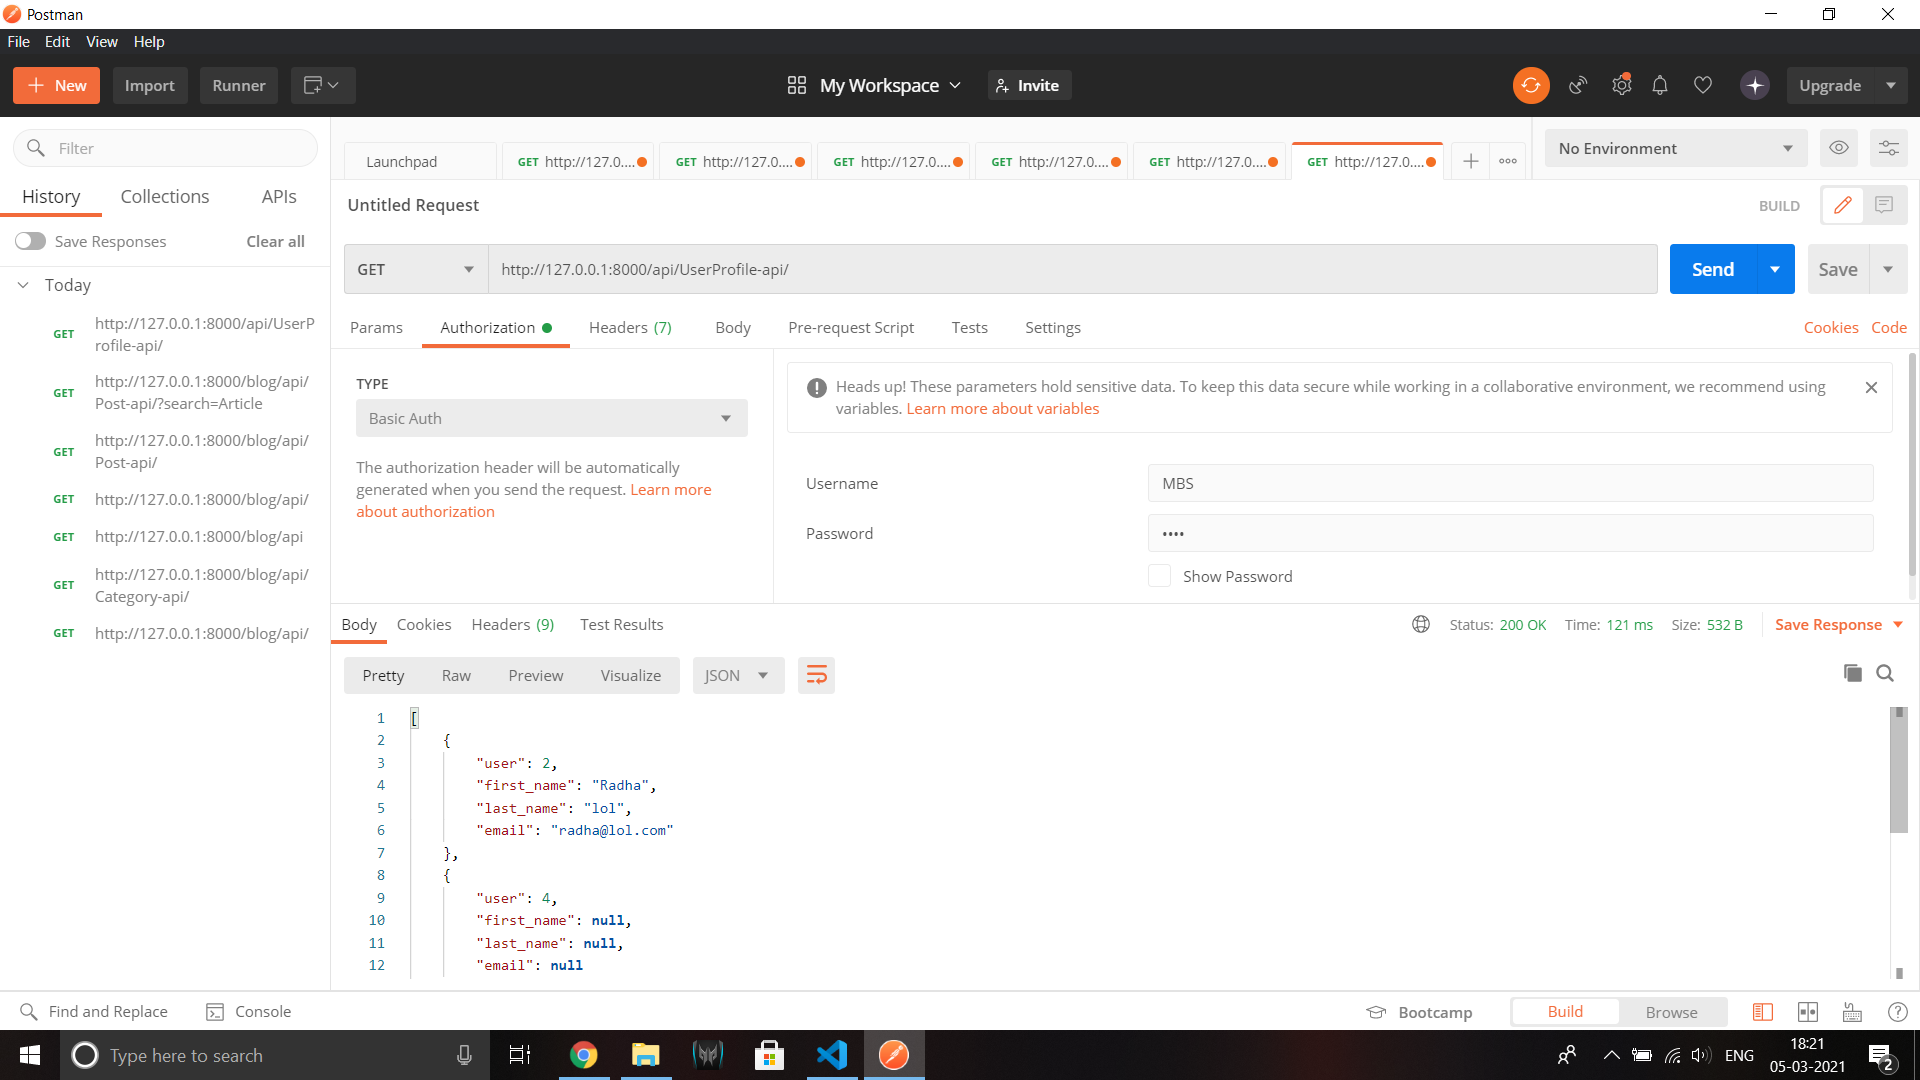 Postman
File Edit View Help
New Import Runner My Workspace Invite Upgrade
Filter
History Collections APIs
Save Responses Clear all
Today
GET http://127.0.0.1:8000/api/UserP
rofile-api/
GET http://127.0.0.1:8000/blog/api/
Post-api/?search=Article
GET http://127.0.0.1:8000/blog/api/
Post-api/
GET http://127.0.0.1:8000/blog/api/
GET http://127.0.0.1:8000/blog/api
GET http://127.0.0.1:8000/blog/api/
Category-api/
GET http://127.0.0.1:8000/blog/api/
Launchpad GET http://127.0.... GET http://127.0.... GET http://127.0.... GET http://127.0.... GET http://127.0.... GET http://127.0.... No Environment
Untitled Request BUILD
GET http://127.0.0.1:8000/api/UserProfile-api/ Send Save
Params Authorization Headers (7) Body Pre-request Script Tests Settings Cookies Code
TYPE
Basic Auth
The authorization header will be automatically
generated when you send the request. Learn more
about authorization
Heads up! These parameters hold sensitive data. To keep this data secure while working in a collaborative environment, we recommend using
variables. Learn more about variables
Username MBS
Password ••••
Show Password
Body Cookies Headers (9) Test Results Status: 200 OK Time: 121 ms Size: 532 B Save Response
Pretty Raw Preview Visualize JSON
1 [
2 {
3 "user": 2,
4 "first_name": "Radha",
5 "last_name": "lol",
6 "email": "radha@lol.com"
7 },
8 {
9 "user": 4,
10 "first_name": null,
11 "last_name": null,
12 "email": null
Find and Replace Console Bootcamp Build Browse
Type here to search ENG 18:21
05-03-2021 2